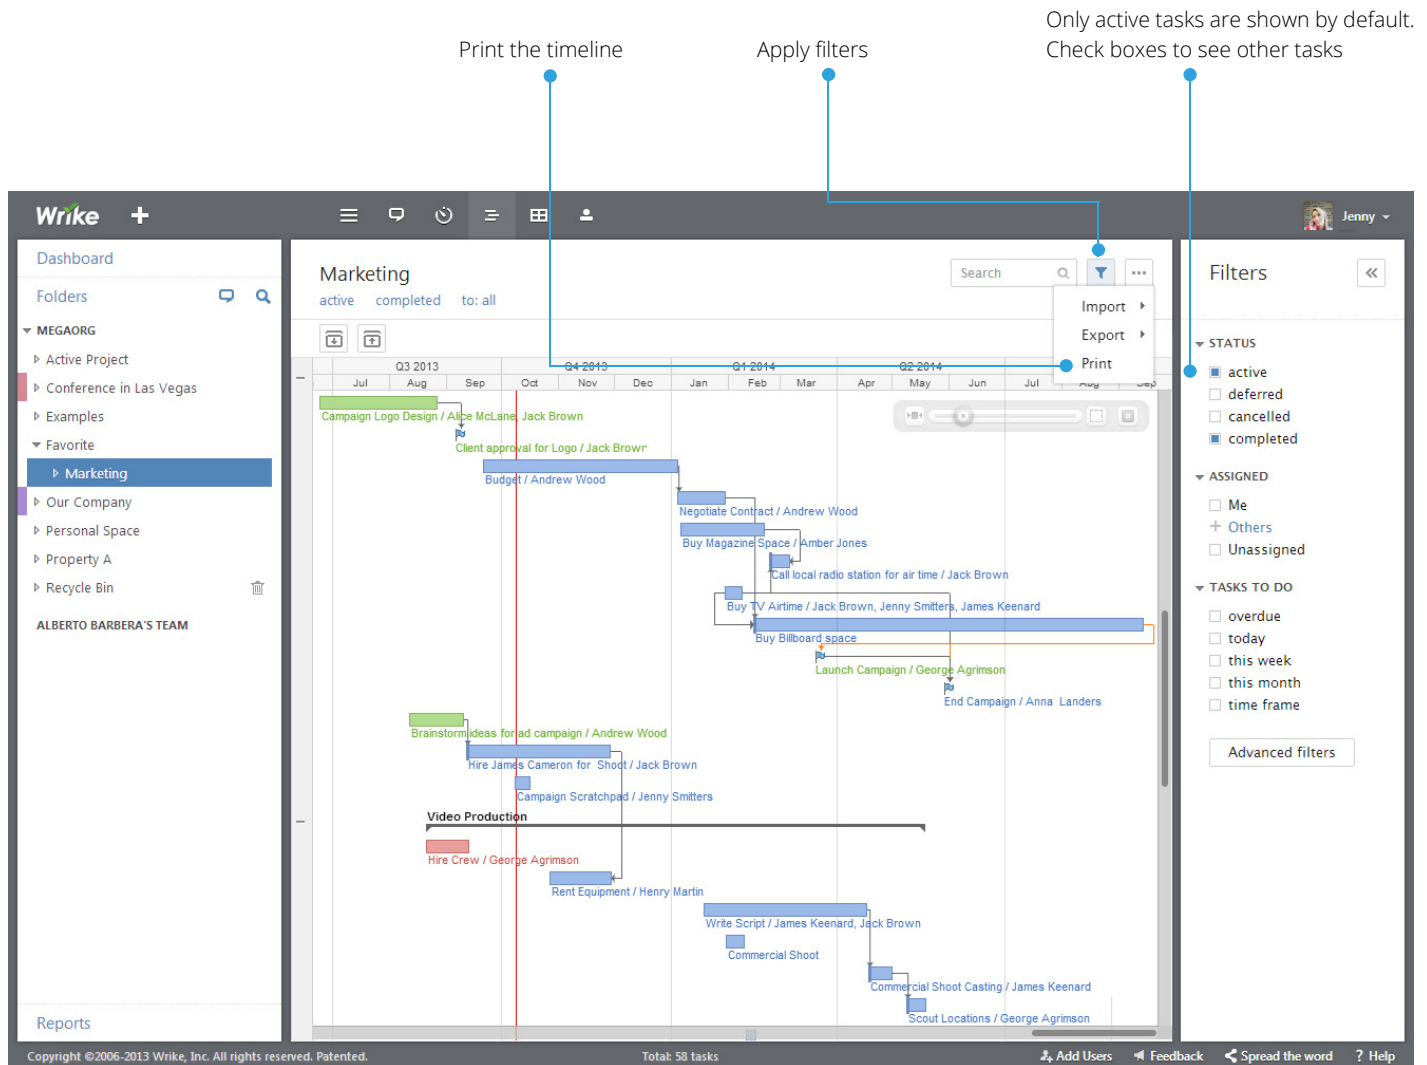 Only active tasks are shown by default.
Print the timeline
Apply filters
Check boxes to see other tasks
Wrike
Jenny
Dashboard
Folders
MEGAORG
Active Project
Conference in Las Vegas
Examples
Favorite
Marketing
Our Company
Personal Space
Property A
Recycle Bin
ALBERTO BARBERA'S TEAM
Reports
Marketing
active completed to: all
Search
Import
Export
Print
Q3 2013 Q4 2013 Q1 2014 Q2 2014
Jul Aug Sep Oct Nov Dec Jan Feb Mar Apr May Jun Jul Aug Sep
Campaign Logo Design / Alice McLane, Jack Brown
Client approval for Logo / Jack Brown
Budget / Andrew Wood
Negotiate Contract / Andrew Wood
Buy Magazine Space / Amber Jones
Call local radio station for air time / Jack Brown
Buy TV Airtime / Jack Brown, Jenny Smitters, James Keenard
Buy Billboard space
Launch Campaign / George Agrimson
End Campaign / Anna Landers
Brainstorm ideas for ad campaign / Andrew Wood
Hire James Cameron for Shoot / Jack Brown
Campaign Scratchpad / Jenny Smitters
Video Production
Hire Crew / George Agrimson
Rent Equipment / Henry Martin
Write Script / James Keenard, Jack Brown
Commercial Shoot
Commercial Shoot Casting / James Keenard
Scout Locations / George Agrimson
Filters
STATUS
active
deferred
cancelled
completed
ASSIGNED
Me
Others
Unassigned
TASKS TO DO
overdue
today
this week
this month
time frame
Advanced filters
Copyright ©2006-2013 Wrike, Inc. All rights reserved. Patented.
Total: 58 tasks
Add Users
Feedback
Spread the word
? Help